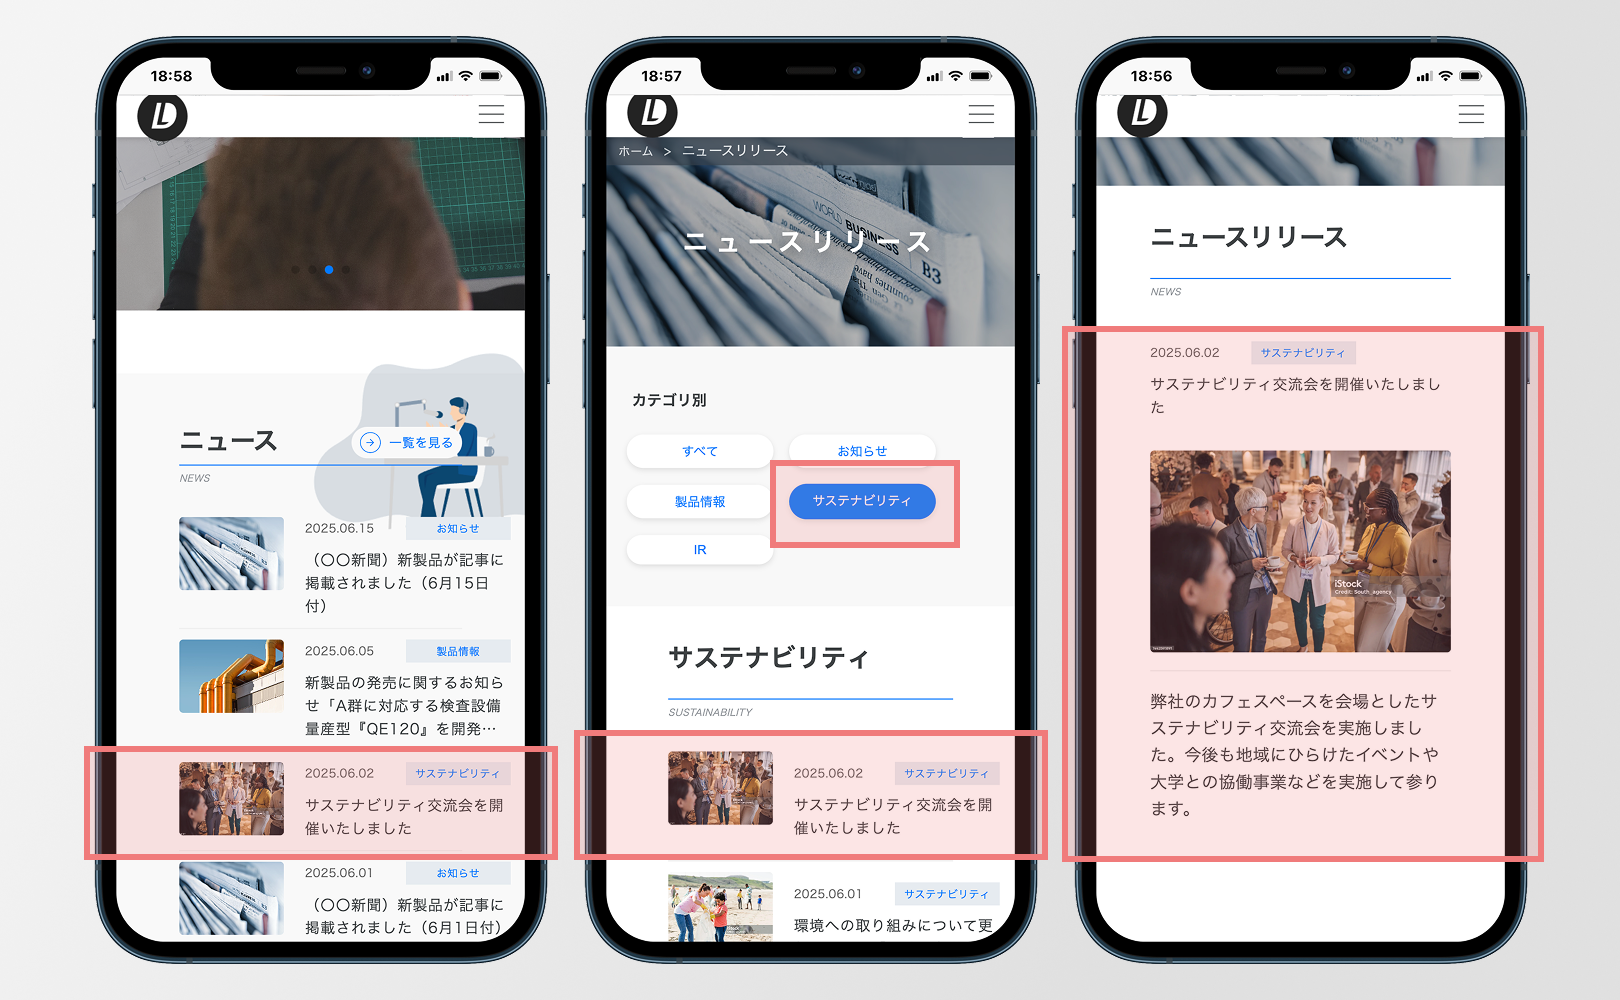 18:58
LD
ニュース
一覧を見る
NEWS
2025.06.15
お知らせ
（〇〇新聞）新製品が記事に
掲載されました（6月15日
付）
2025.06.05
製品情報
新製品の発売に関するお知ら
せ「A群に対応する検査設備
量産型『QE120』を開発…
2025.06.02
サステナビリティ
サステナビリティ交流会を開
催いたしました
2025.06.01
お知らせ
（〇〇新聞）新製品が記事に
掲載されました（6月1日付）
18:57
LD
ホーム > ニュースリリース
WORLD BUSINESS
B3
ニュースリリース
カテゴリ別
すべて
お知らせ
製品情報
サステナビリティ
IR
サステナビリティ
SUSTAINABILITY
2025.06.02
サステナビリティ
サステナビリティ交流会を開
催いたしました
2025.06.01
サステナビリティ
環境への取り組みについて更
18:56
LD
ニュースリリース
NEWS
2025.06.02
サステナビリティ
サステナビリティ交流会を開催いたしまし
た
iStock
Credit: South_agency
弊社のカフェスペースを会場としたサ
ステナビリティ交流会を実施しまし
た。今後も地域にひらけたイベントや
大学との協働事業などを実施して参り
ます。